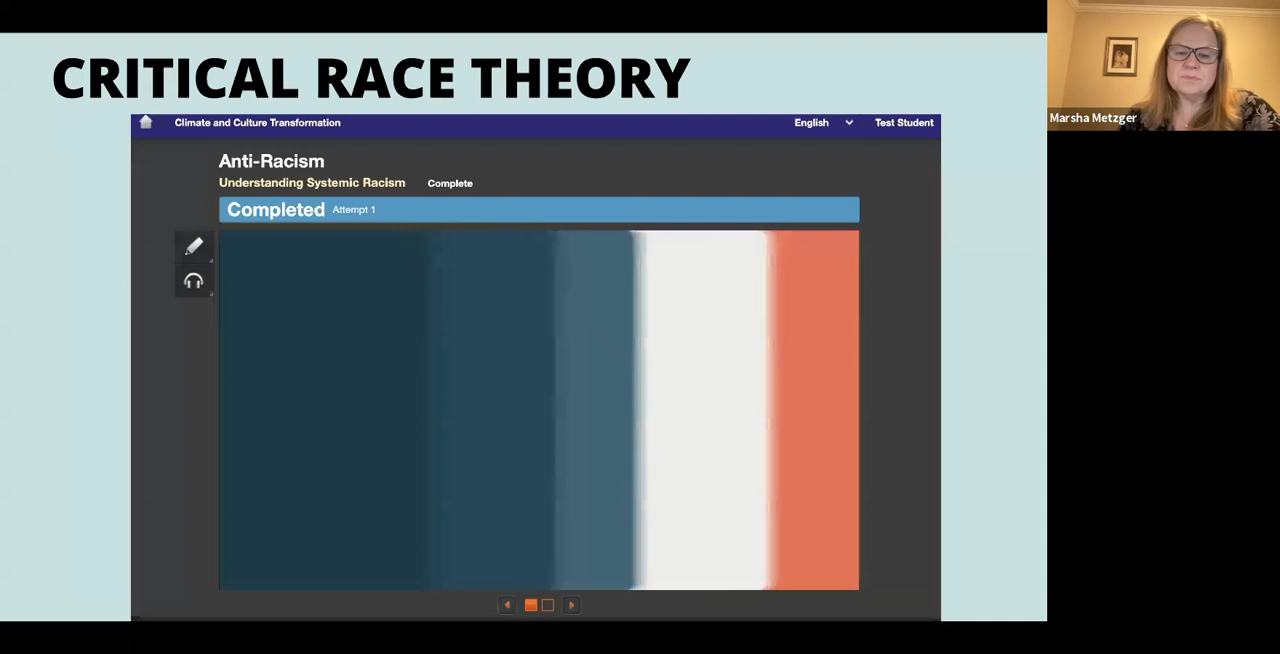 CRITICAL RACE THEORY
Climate and Culture Transformation
English
Test Student
Anti-Racism
Understanding Systemic Racism Complete
Completed Attempt 1
Marsha Metzger